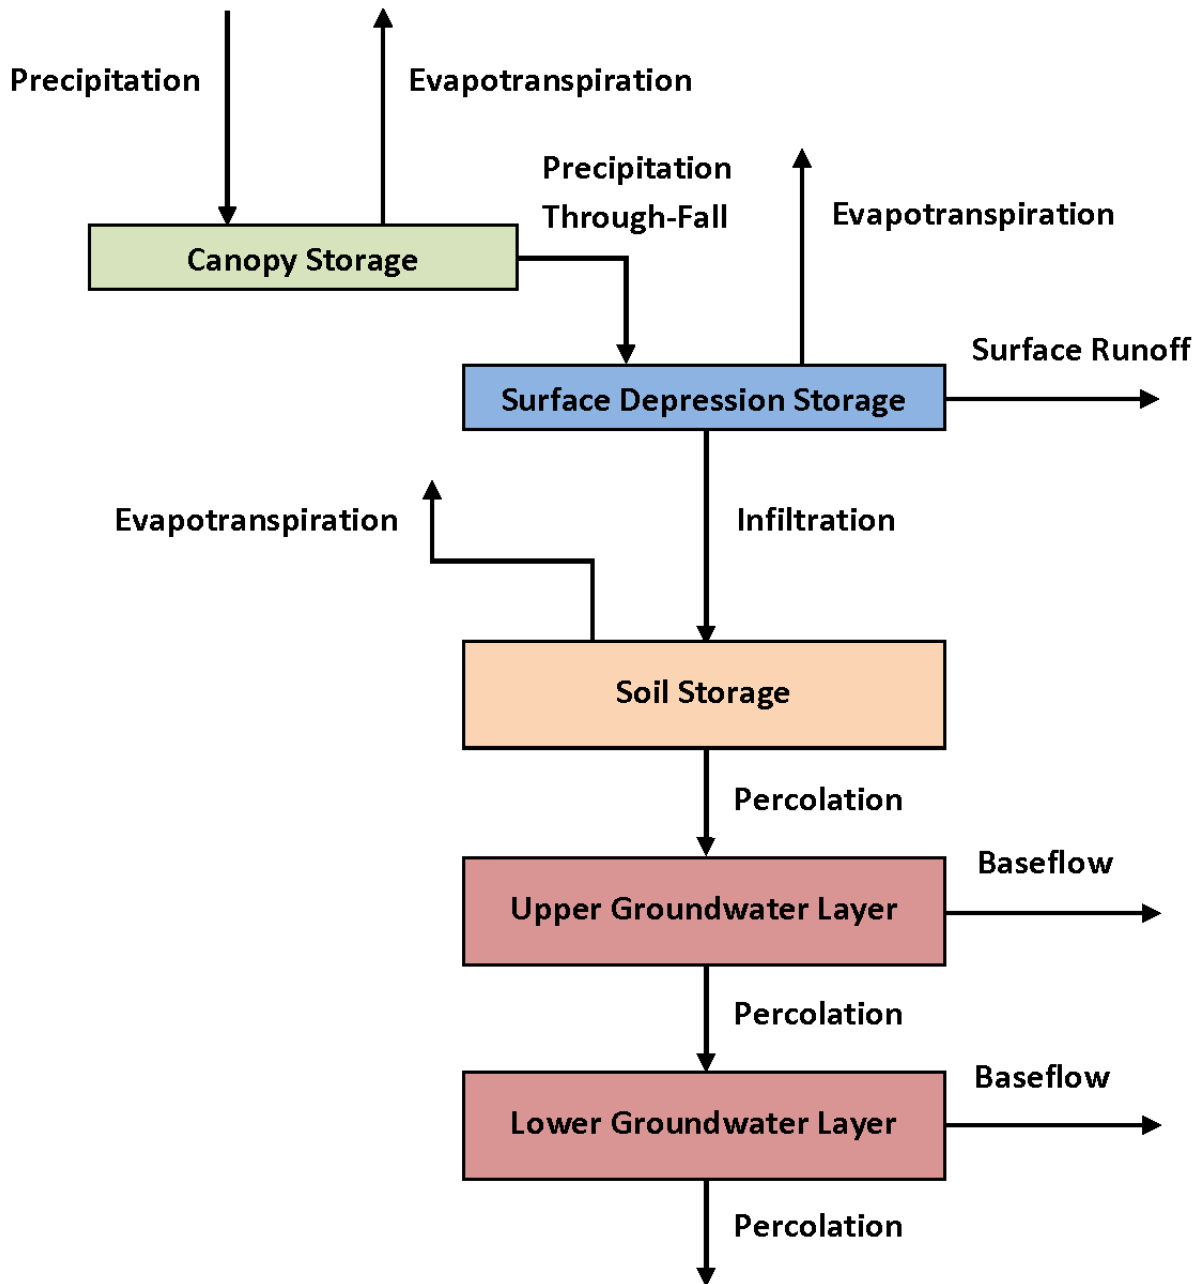 Precipitation
Evapotranspiration
Precipitation
Through-Fall
Evapotranspiration
Canopy Storage
Surface Runoff
Surface Depression Storage
Evapotranspiration
Infiltration
Soil Storage
Percolation
Baseflow
Upper Groundwater Layer
Percolation
Baseflow
Lower Groundwater Layer
Percolation